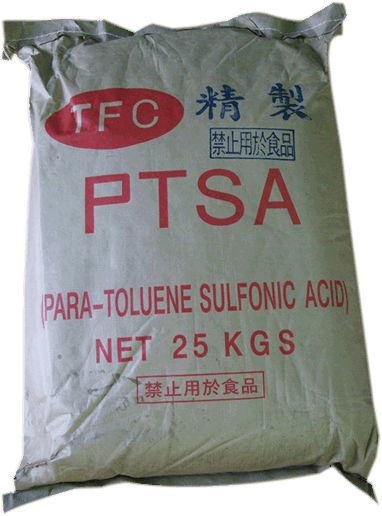 TFC 精製
禁止用於食品
PTSA
(PARA-TOLUENE SULFONIC ACID)
NET 25 KGS
禁止用於食品